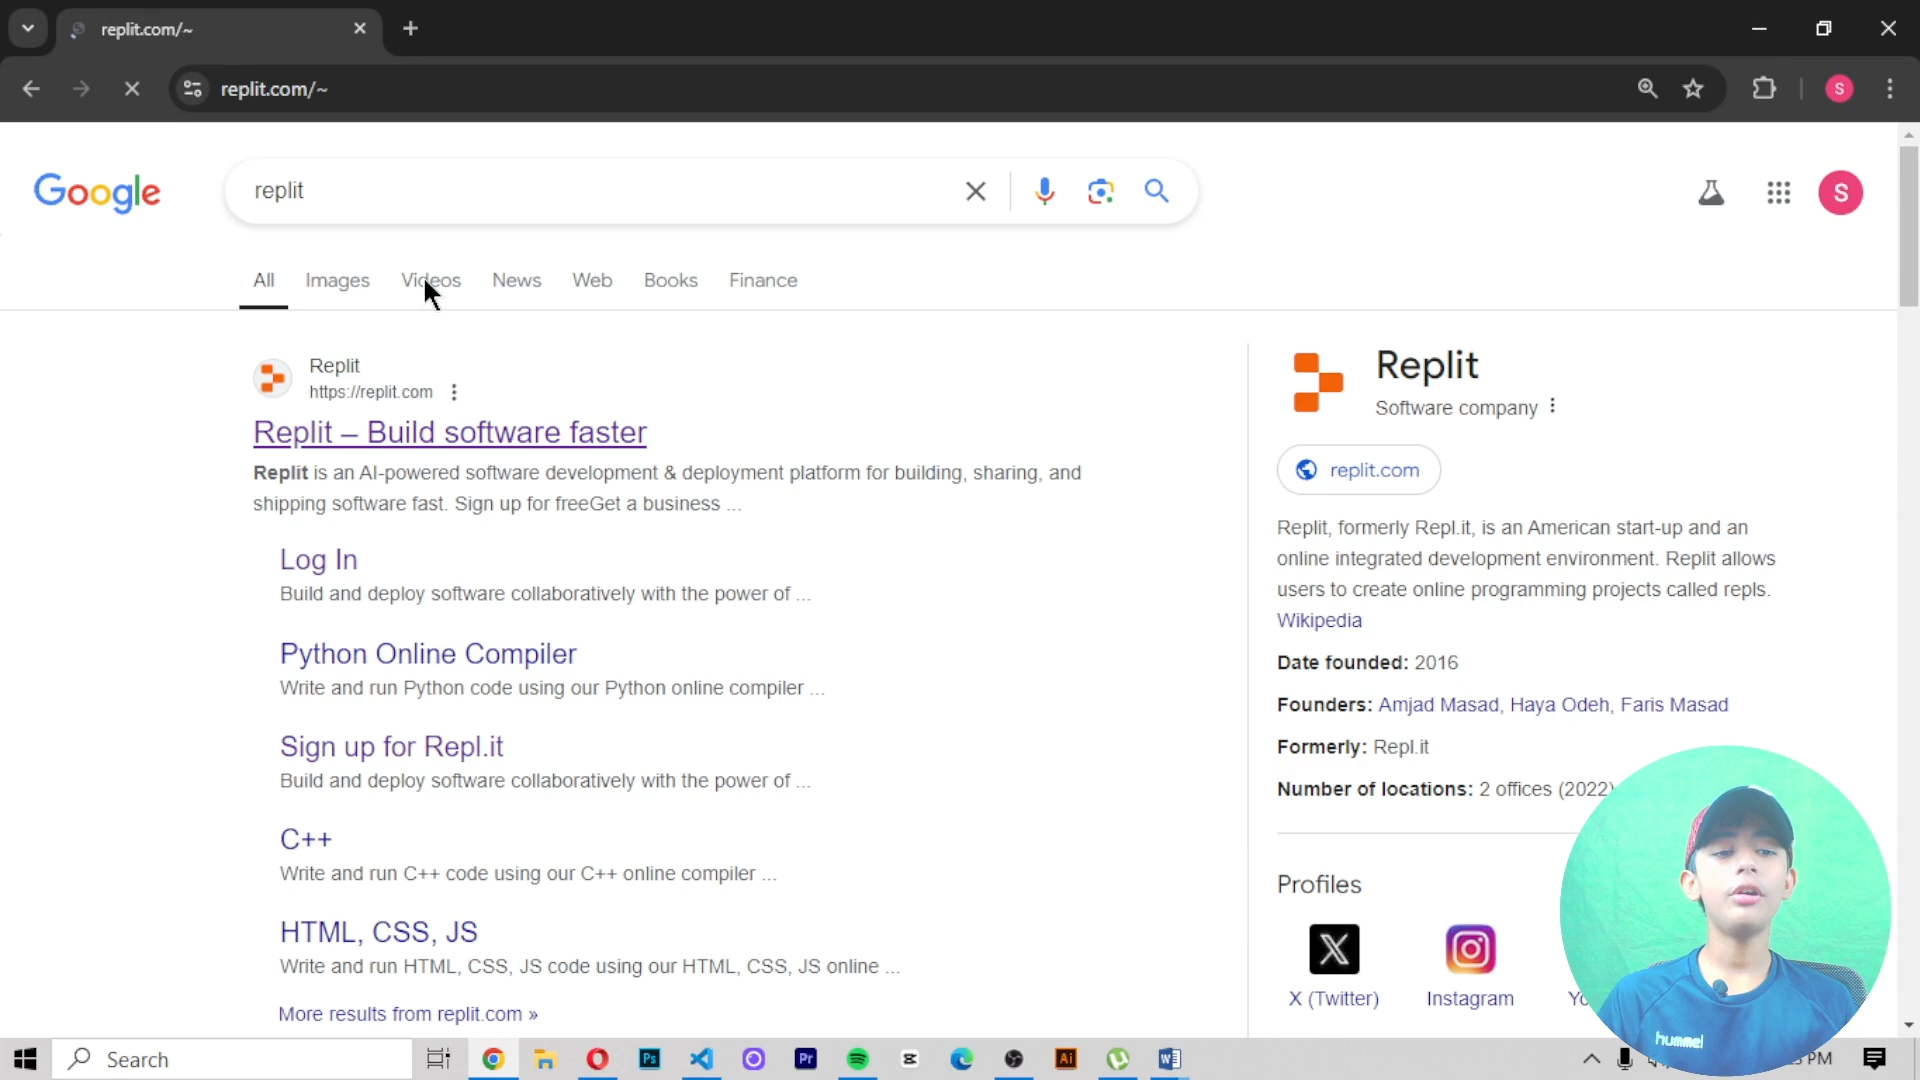 replit.com/~
replit.com/~
S
Google
replit
S
All Images Videos News Web Books Finance
Replit
https://replit.com
Replit – Build software faster
Replit is an AI-powered software development & deployment platform for building, sharing, and
shipping software fast. Sign up for freeGet a business ...
Log In
Build and deploy software collaboratively with the power of ...
Python Online Compiler
Write and run Python code using our Python online compiler ...
Sign up for Repl.it
Build and deploy software collaboratively with the power of ...
C++
Write and run C++ code using our C++ online compiler ...
HTML, CSS, JS
Write and run HTML, CSS, JS code using our HTML, CSS, JS online ...
More results from replit.com »
Replit
Software company
replit.com
Replit, formerly Repl.it, is an American start-up and an
online integrated development environment. Replit allows
users to create online programming projects called repls.
Wikipedia
Date founded: 2016
Founders: Amjad Masad, Haya Odeh, Faris Masad
Formerly: Repl.it
Number of locations: 2 offices (2022)
Profiles
X (Twitter) Instagram
hummel
Search
Ps
Pr
Ai
PM